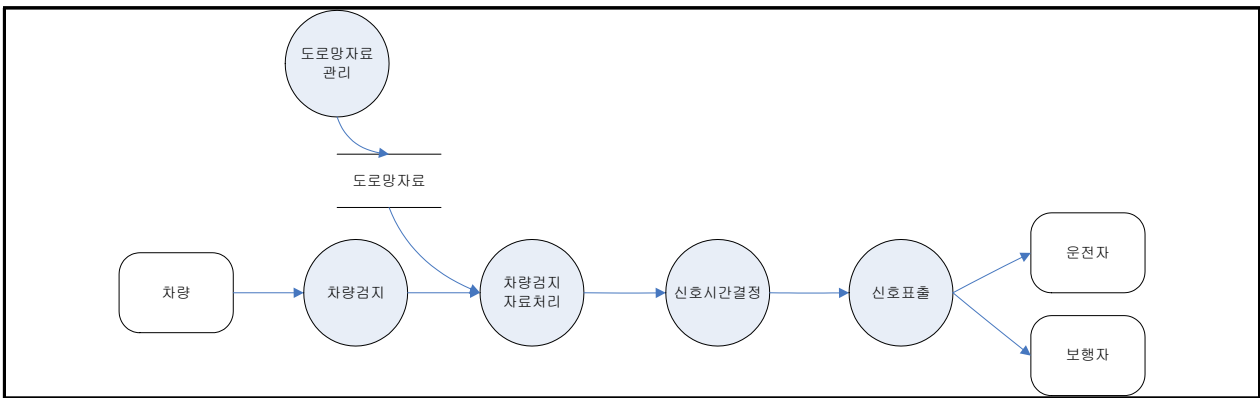 도로망자료
관리
도로망자료
차량
차량검지
차량검지
자료처리
신호시간결정
신호표출
운전자
보행자